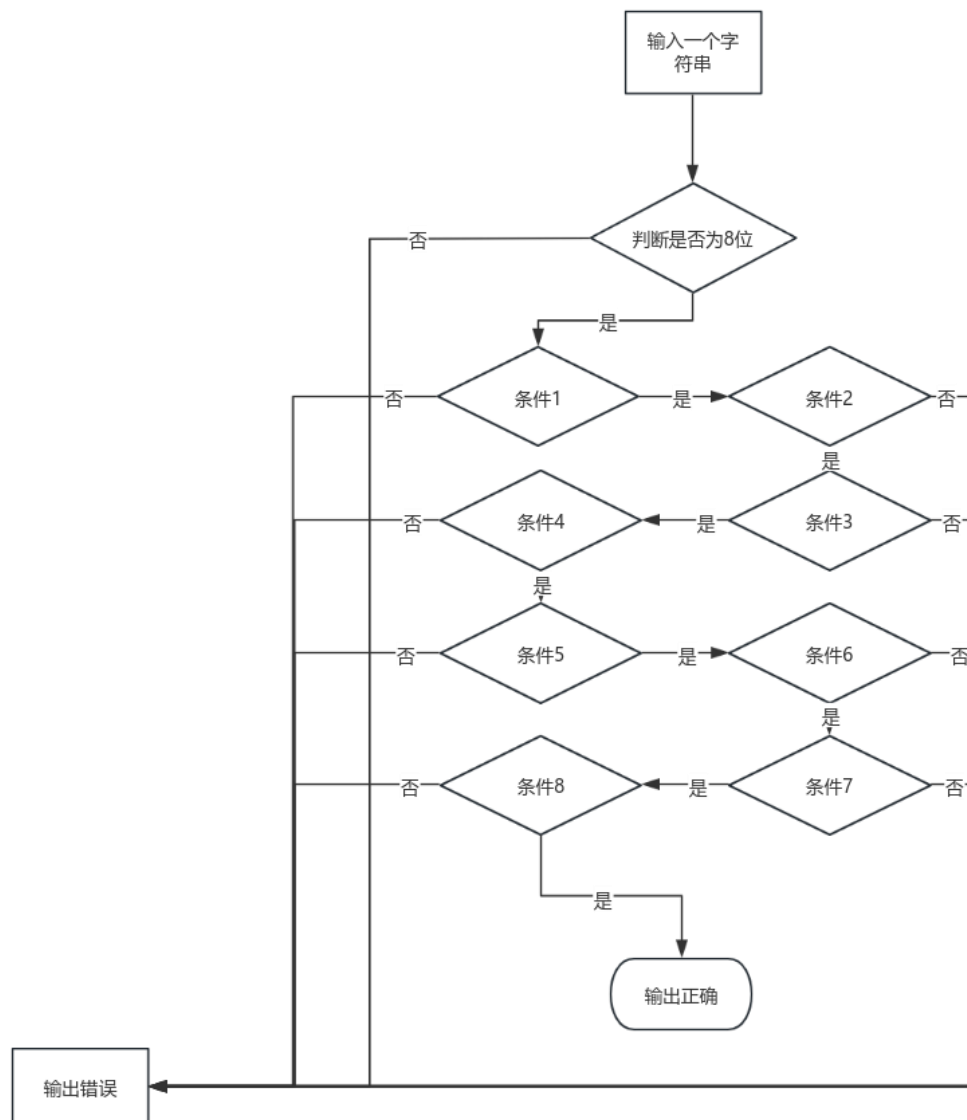 输入一个字
符串
判断是否为8位
否
是
条件1
否
是
条件2
否
是
条件4
否
是
条件3
否
是
条件5
否
是
条件6
否
是
条件8
否
是
条件7
否
是
输出正确
输出错误